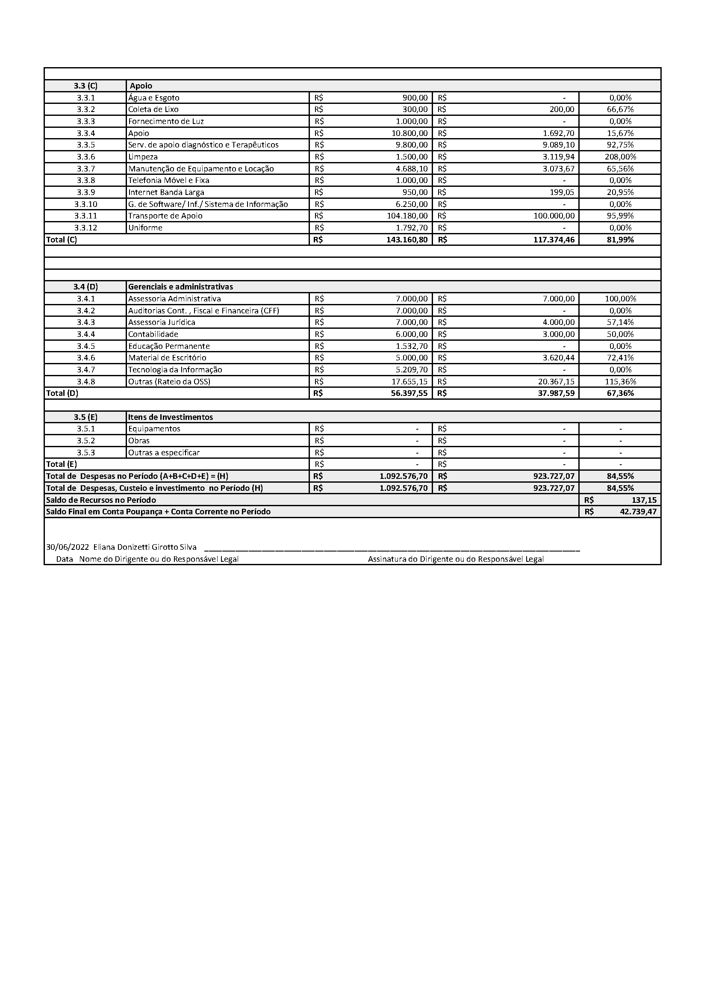 3.3 (C) Apoio
3.3.1 Água e Esgoto R$ 900,00 R$ - 0,00%
3.3.2 Coleta de Lixo R$ 300,00 R$ 200,00 66,67%
3.3.3 Fornecimento de Luz R$ 1.000,00 R$ - 0,00%
3.3.4 Apoio R$ 10.800,00 R$ 1.692,70 15,67%
3.3.5 Serv. de apoio diagnóstico e Terapêuticos R$ 9.800,00 R$ 9.089,10 92,75%
3.3.6 Limpeza R$ 1.500,00 R$ 3.119,94 208,00%
3.3.7 Manutenção de Equipamento e Locação R$ 4.688,10 R$ 3.073,67 65,56%
3.3.8 Telefonia Móvel e Fixa R$ 1.000,00 R$ - 0,00%
3.3.9 Internet Banda Larga R$ 950,00 R$ 199,05 20,95%
3.3.10 G. de Software/ Inf./ Sistema de Informação R$ 6.250,00 R$ - 0,00%
3.3.11 Transporte de Apoio R$ 104.180,00 R$ 100.000,00 95,99%
3.3.12 Uniforme R$ 1.792,70 R$ - 0,00%
Total (C) R$ 143.160,80 R$ 117.374,46 81,99%
3.4 (D) Gerenciais e administrativas
3.4.1 Assessoria Administrativa R$ 7.000,00 R$ 7.000,00 100,00%
3.4.2 Auditorias Cont. , Fiscal e Financeira (CFF) R$ 7.000,00 R$ - 0,00%
3.4.3 Assessoria Jurídica R$ 7.000,00 R$ 4.000,00 57,14%
3.4.4 Contabilidade R$ 6.000,00 R$ 3.000,00 50,00%
3.4.5 Educação Permanente R$ 1.532,70 R$ - 0,00%
3.4.6 Material de Escritório R$ 5.000,00 R$ 3.620,44 72,41%
3.4.7 Tecnologia da Informação R$ 5.209,70 R$ - 0,00%
3.4.8 Outras (Rateio da OSS) R$ 17.655,15 R$ 20.367,15 115,36%
Total (D) R$ 56.397,55 R$ 37.987,59 67,36%
3.5 (E) Itens de Investimentos
3.5.1 Equipamentos R$ - R$ - -
3.5.2 Obras R$ - R$ - -
3.5.3 Outras a especificar R$ - R$ - -
Total (E) R$ - R$ - -
Total de Despesas no Período (A+B+C+D+E) = (H) R$ 1.092.576,70 R$ 923.727,07 84,55%
Total de Despesas, Custeio e investimento no Período (H) R$ 1.092.576,70 R$ 923.727,07 84,55%
Saldo de Recursos no Período R$ 137,15
Saldo Final em Conta Poupança + Conta Corrente no Período R$ 42.739,47
30/06/2022 Eliana Donizetti Girotto Silva ____________________
Data Nome do Dirigente ou do Responsável Legal Assinatura do Dirigente ou do Responsável Legal